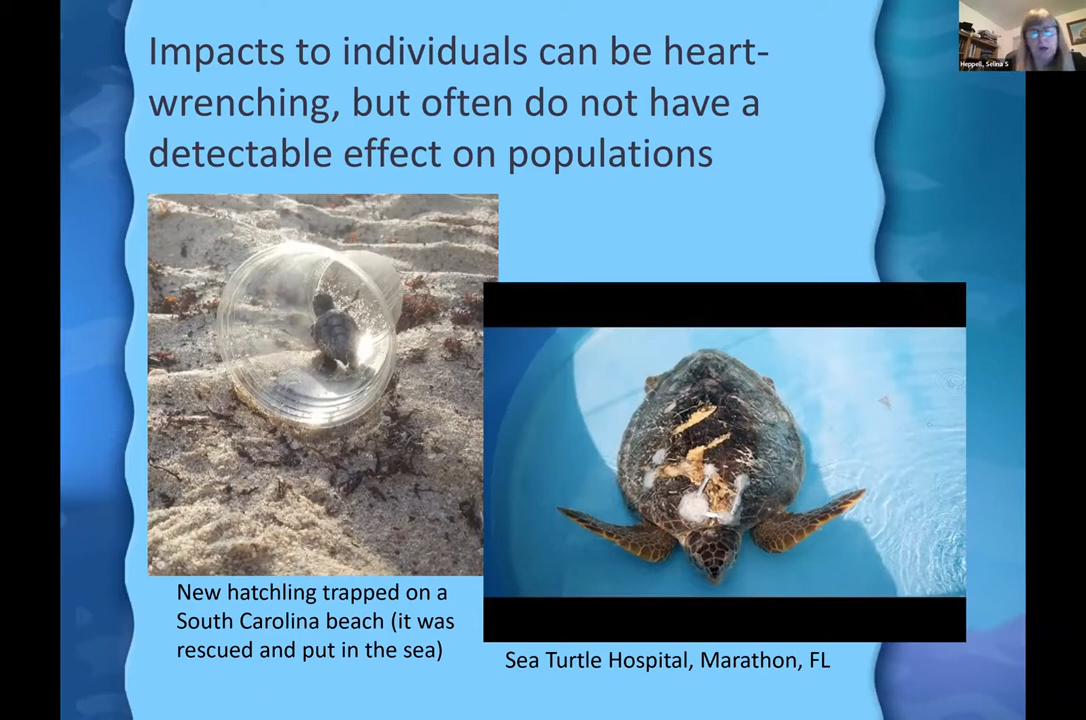 Impacts to individuals can be heart-
wrenching, but often do not have a
detectable effect on populations
Heppell, Selina S
New hatchling trapped on a
South Carolina beach (it was
rescued and put in the sea)
Sea Turtle Hospital, Marathon, FL